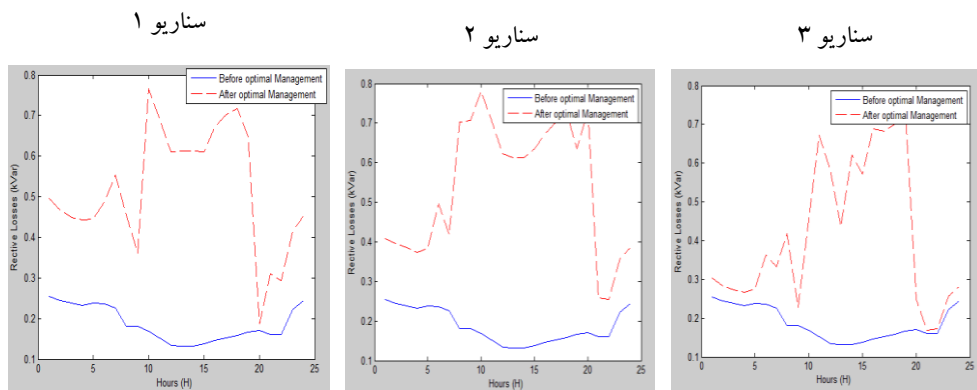 سناریو ۱
سناریو ۲
سناریو ۳
Before optimal Management
After optimal Management
Rective Losses (kVar)
0.8
0.7
0.6
0.5
0.4
0.3
0.2
0.1
0 5 10 15 20 25
Hours (H)
Before optimal Management
After optimal Management
Rective Losses (kVar)
0.8
0.7
0.6
0.5
0.4
0.3
0.2
0.1
0 5 10 15 20 25
Hours (H)
Before optimal Management
After optimal Management
Rective Losses (kVar)
0.8
0.7
0.6
0.5
0.4
0.3
0.2
0.1
0 5 10 15 20 25
Hours (H)